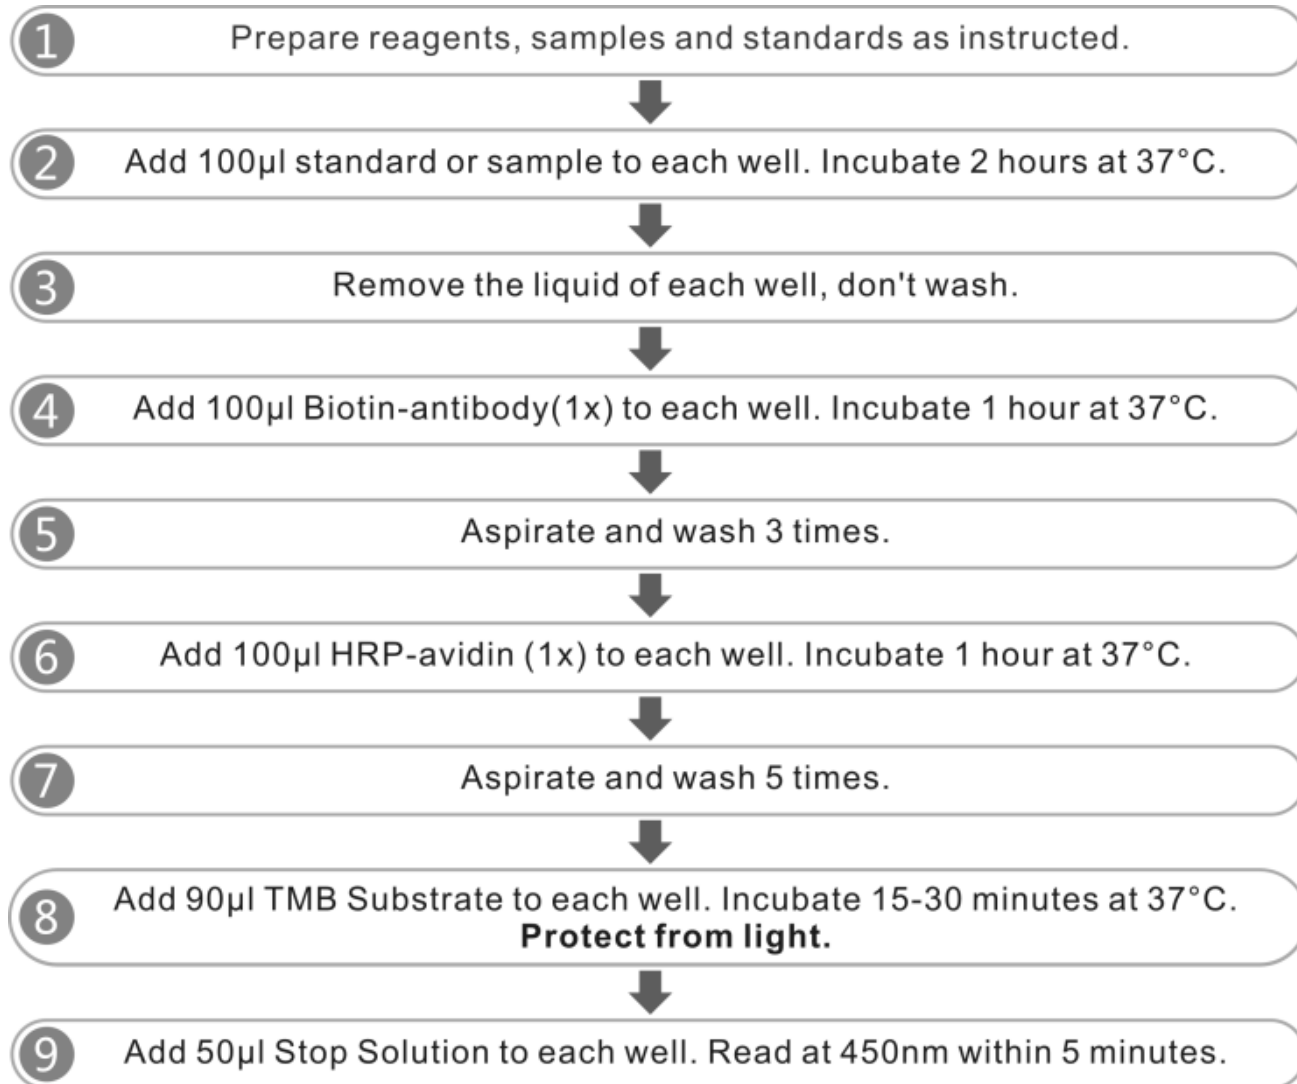 1 Prepare reagents, samples and standards as instructed.
2 Add 100µl standard or sample to each well. Incubate 2 hours at 37°C.
3 Remove the liquid of each well, don't wash.
4 Add 100µl Biotin-antibody(1x) to each well. Incubate 1 hour at 37°C.
5 Aspirate and wash 3 times.
6 Add 100µl HRP-avidin (1x) to each well. Incubate 1 hour at 37°C.
7 Aspirate and wash 5 times.
8 Add 90µl TMB Substrate to each well. Incubate 15-30 minutes at 37°C.
Protect from light.
9 Add 50µl Stop Solution to each well. Read at 450nm within 5 minutes.